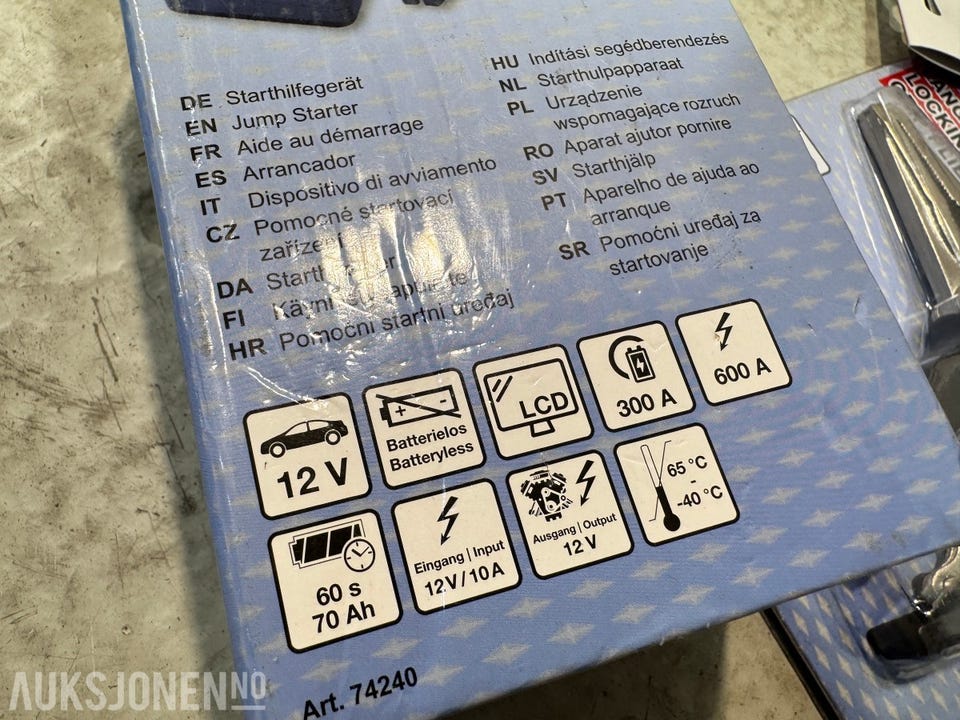 DE Starthilfegerät
EN Jump Starter
FR Aide au démarrage
ES Arrancador
IT Dispositivo di avviamento
CZ Pomocné startovací
zařízení
DA
FI
HR Pomoćni startni uređaj
HU Indítási segédberendezés
NL Starthulpapparaat
PL Urządzenie
wspomagające rozruch
RO Aparat ajutor pornire
SV Starthjälp
PT Aparelho de ajuda ao
arranque
SR Pomoćni uređaj za
startovanje
12 V
+ -
Batterielos
Batteryless
LCD
300 A
600 A
60 s
70 Ah
Eingang | Input
12 V / 10 A
Ausgang | Output
12 V
65 °C
-
-40 °C
Art. 74240
LOCKING
AUKSJONEN.NO